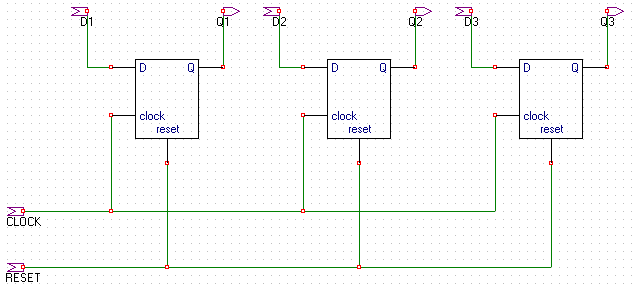 D1 Q1 D2 Q2 D3 Q3
D Q D Q D Q
clock clock clock
reset reset reset
CLOCK
RESET